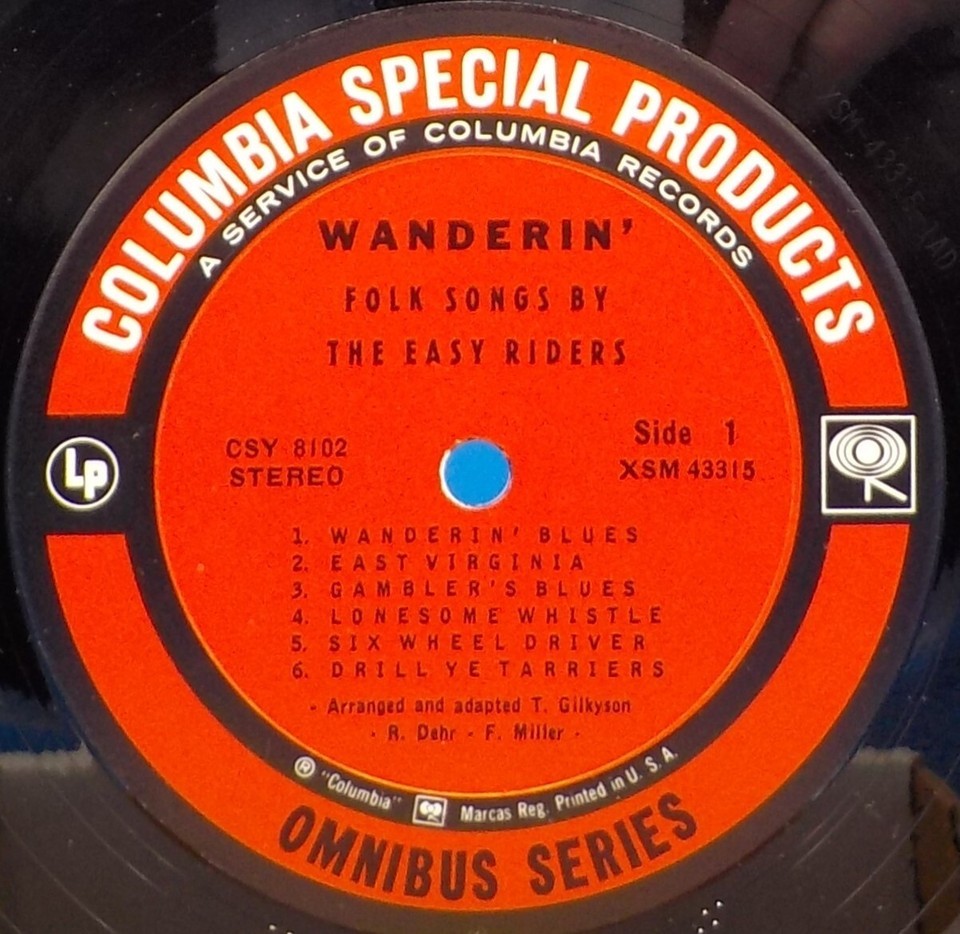 COLUMBIA SPECIAL PRODUCTS
A SERVICE OF COLUMBIA RECORDS
WANDERIN'
FOLK SONGS BY
THE EASY RIDERS
CSY 8102
STEREO
Side 1
XSM 43315
Lp
1. WANDERIN' BLUES
2. EAST VIRGINIA
3. GAMBLER'S BLUES
4. LONESOME WHISTLE
5. SIX WHEEL DRIVER
6. DRILL YE TARRIERS
- Arranged and adapted T. Gilkyson
- R. Dehr - F. Miller -
® "Columbia" Marcas Reg. Printed in U. S. A.
OMNIBUS SERIES